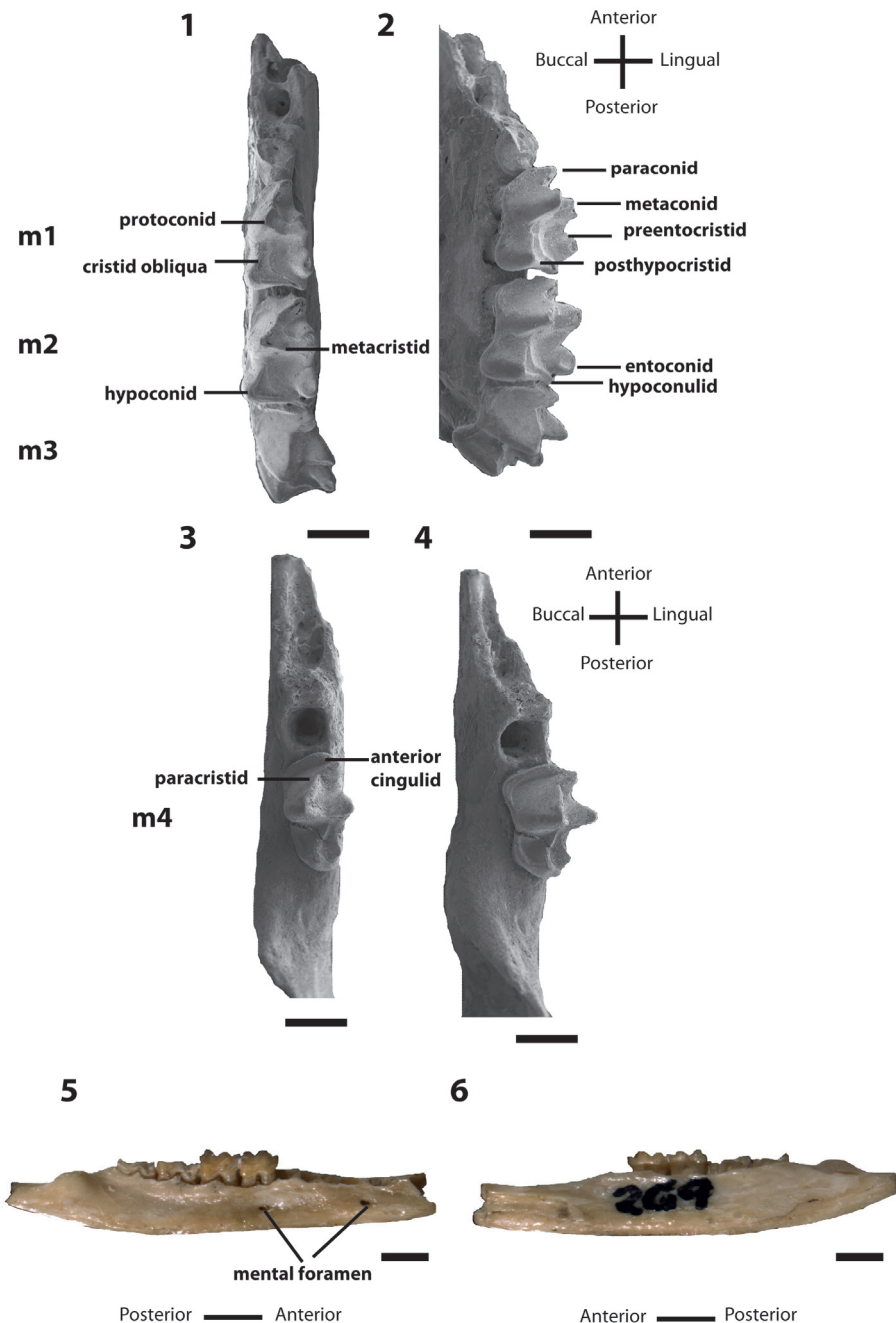 1
2
Anterior
Buccal Lingual
Posterior
paraconid
metaconid
protoconid
preentocristid
m1
cristid obliqua
posthypocristid
m2
metacristid
entoconid
hypoconid
hypoconulid
m3
3
4
Anterior
Buccal Lingual
Posterior
anterior
cingulid
paracristid
m4
5
6
269
mental foramen
Posterior Anterior
Anterior Posterior